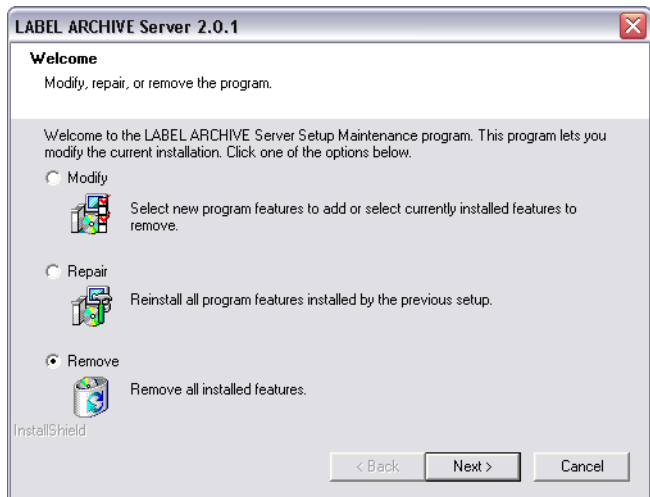 LABEL ARCHIVE Server 2.0.1
Welcome
Modify, repair, or remove the program.
Welcome to the LABEL ARCHIVE Server Setup Maintenance program. This program lets you
modify the current installation. Click one of the options below.
Modify
Select new program features to add or select currently installed features to
remove.
Repair
Reinstall all program features installed by the previous setup.
Remove
Remove all installed features.
InstallShield
< Back
Next >
Cancel